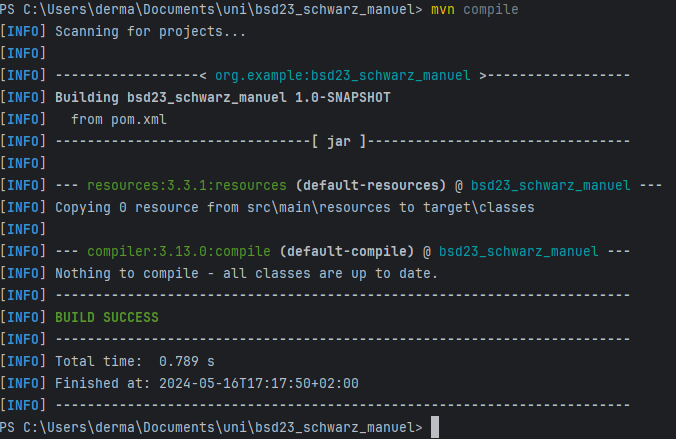 PS C:\Users\derma\Documents\uni\bsd23_schwarz_manuel> mvn compile
[INFO] Scanning for projects...
[INFO]
[INFO] ------------------< org.example:bsd23_schwarz_manuel >------------------
[INFO] Building bsd23_schwarz_manuel 1.0-SNAPSHOT
[INFO]   from pom.xml
[INFO] --------------------------------[ jar ]---------------------------------
[INFO]
[INFO] --- resources:3.3.1:resources (default-resources) @ bsd23_schwarz_manuel ---
[INFO] Copying 0 resource from src\main\resources to target\classes
[INFO]
[INFO] --- compiler:3.13.0:compile (default-compile) @ bsd23_schwarz_manuel ---
[INFO] Nothing to compile - all classes are up to date.
[INFO] ------------------------------------------------------------------------
[INFO] BUILD SUCCESS
[INFO] ------------------------------------------------------------------------
[INFO] Total time:  0.789 s
[INFO] Finished at: 2024-05-16T17:17:50+02:00
[INFO] ------------------------------------------------------------------------
PS C:\Users\derma\Documents\uni\bsd23_schwarz_manuel>